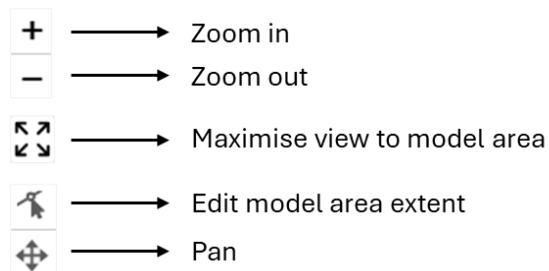 Zoom in
Zoom out
Maximise view to model area
Edit model area extent
Pan